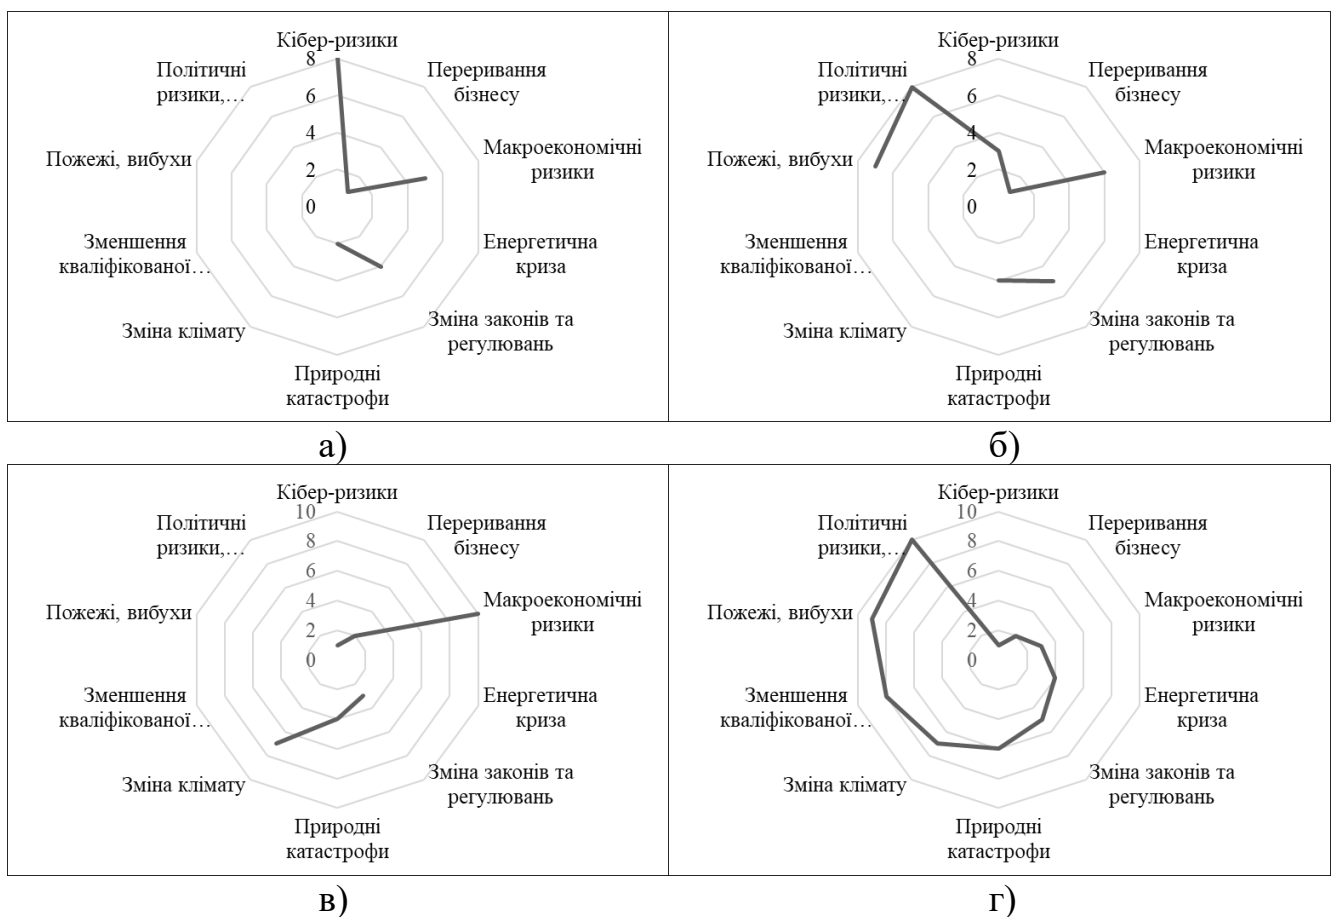 Кібер-ризики
8
Політичні
ризики,...
Переривання
бізнесу
6
4
Пожежі, вибухи
Макроекономічні
ризики
2
0
Зменшення
кваліфікованої...
Енергетична
криза
Зміна клімату
Зміна законів та
регулювань
Природні
катастрофи
а)
Кібер-ризики
8
Політичні
ризики,...
Переривання
бізнесу
6
4
Пожежі, вибухи
Макроекономічні
ризики
2
0
Зменшення
кваліфікованої...
Енергетична
криза
Зміна клімату
Зміна законів та
регулювань
Природні
катастрофи
б)
Кібер-ризики
10
Політичні
ризики,...
Переривання
бізнесу
8
6
4
Пожежі, вибухи
Макроекономічні
ризики
2
0
Зменшення
кваліфікованої...
Енергетична
криза
Зміна клімату
Зміна законів та
регулювань
Природні
катастрофи
в)
Кібер-ризики
10
Політичні
ризики,...
Переривання
бізнесу
8
6
4
Пожежі, вибухи
Макроекономічні
ризики
2
0
Зменшення
кваліфікованої...
Енергетична
криза
Зміна клімату
Зміна законів та
регулювань
Природні
катастрофи
г)